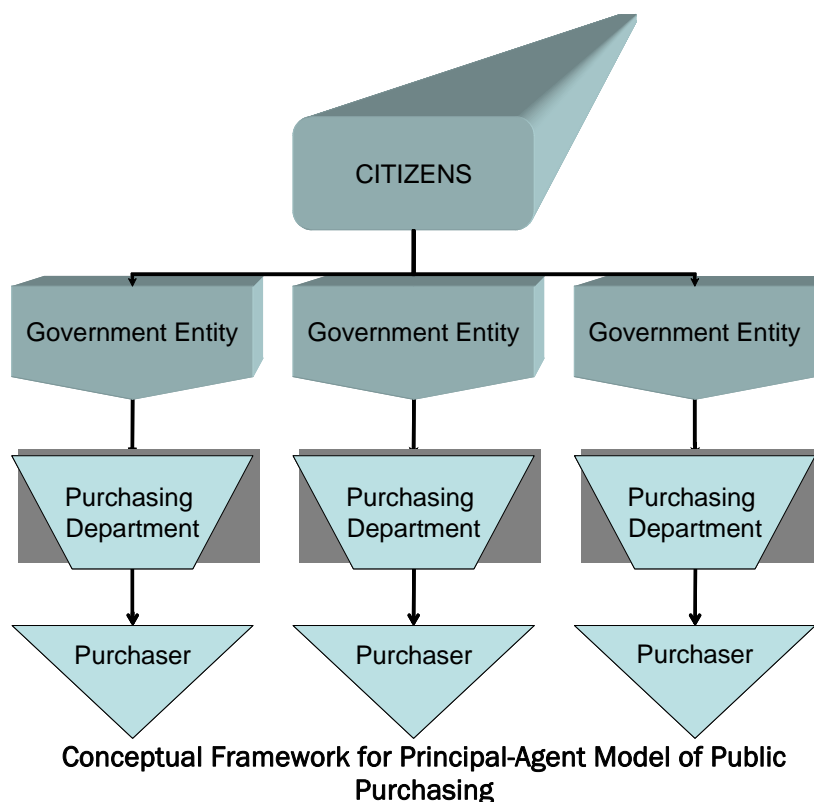 CITIZENS
Government Entity
Government Entity
Government Entity
Purchasing
Department
Purchasing
Department
Purchasing
Department
Purchaser
Purchaser
Purchaser
Conceptual Framework for Principal-Agent Model of Public
Purchasing